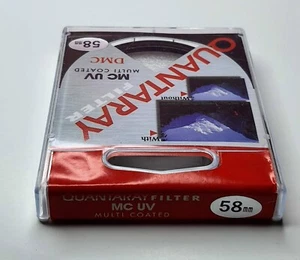 58mm
DMC
MULTI COATED
MC UV
FILTER
QUANTARAY
Without
With
QUANTARAY FILTER
MC UV
MULTI COATED
58mm